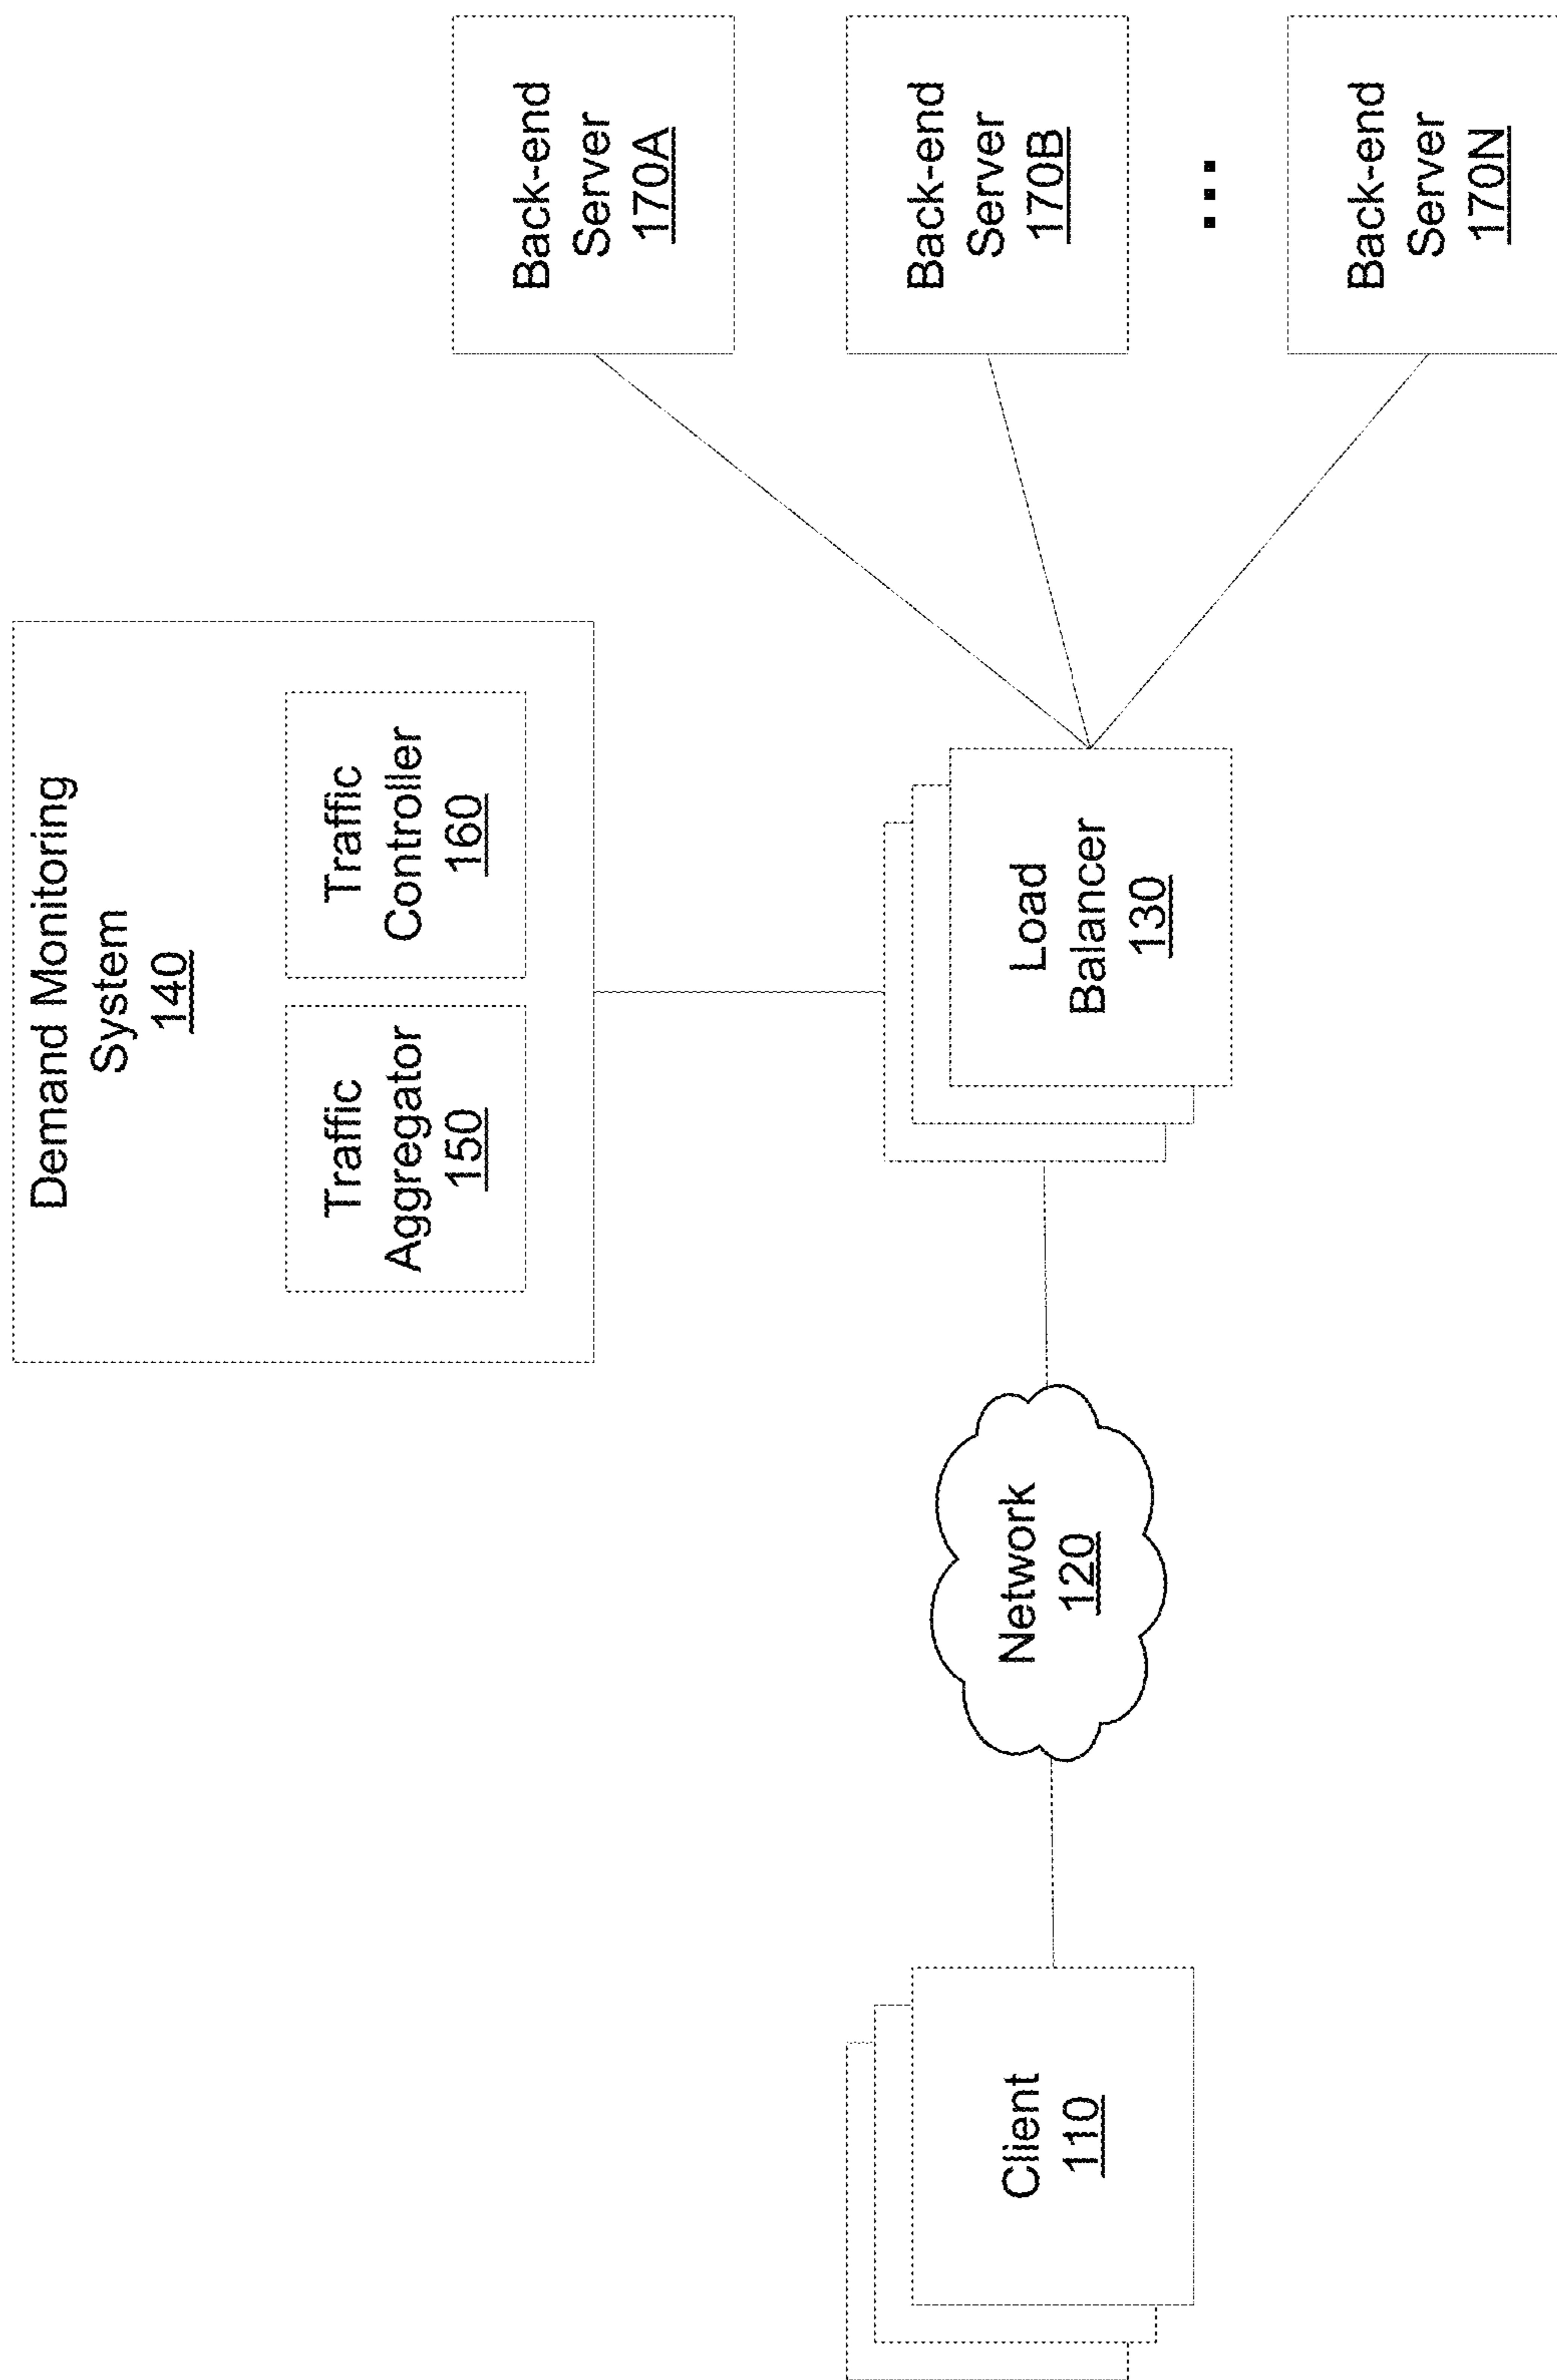 Demand Monitoring
System
140
Traffic
Aggregator
150
Traffic
Controller
160
Client
110
Network
120
Load
Balancer
130
Back-end
Server
170A
Back-end
Server
170B
...
Back-end
Server
170N